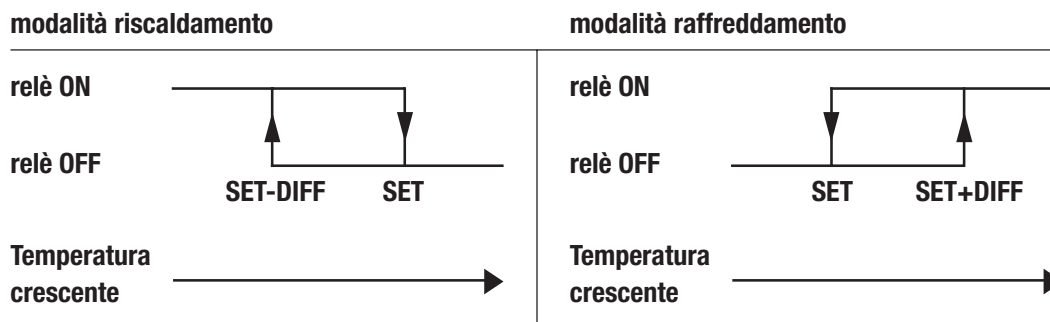 modalità riscaldamento
relè ON
relè OFF
SET-DIFF SET
Temperatura
crescente
modalità raffreddamento
relè ON
relè OFF
SET SET+DIFF
Temperatura
crescente